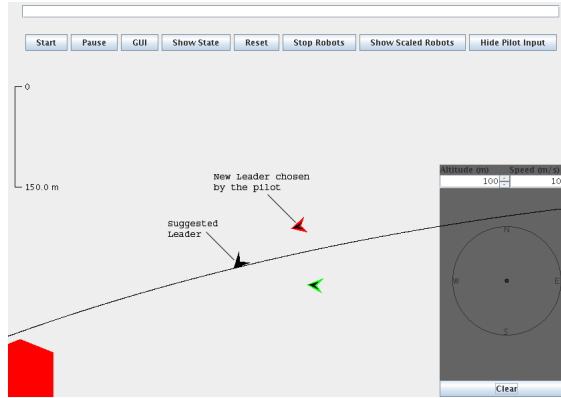 Start Pause GUI Show State Reset Stop Robots Show Scaled Robots Hide Pilot Input
0
150.0 m
Altitude (m) Speed (m/s)
100 10
New Leader chosen
by the pilot
Suggested
Leader
N
W E
S
Clear